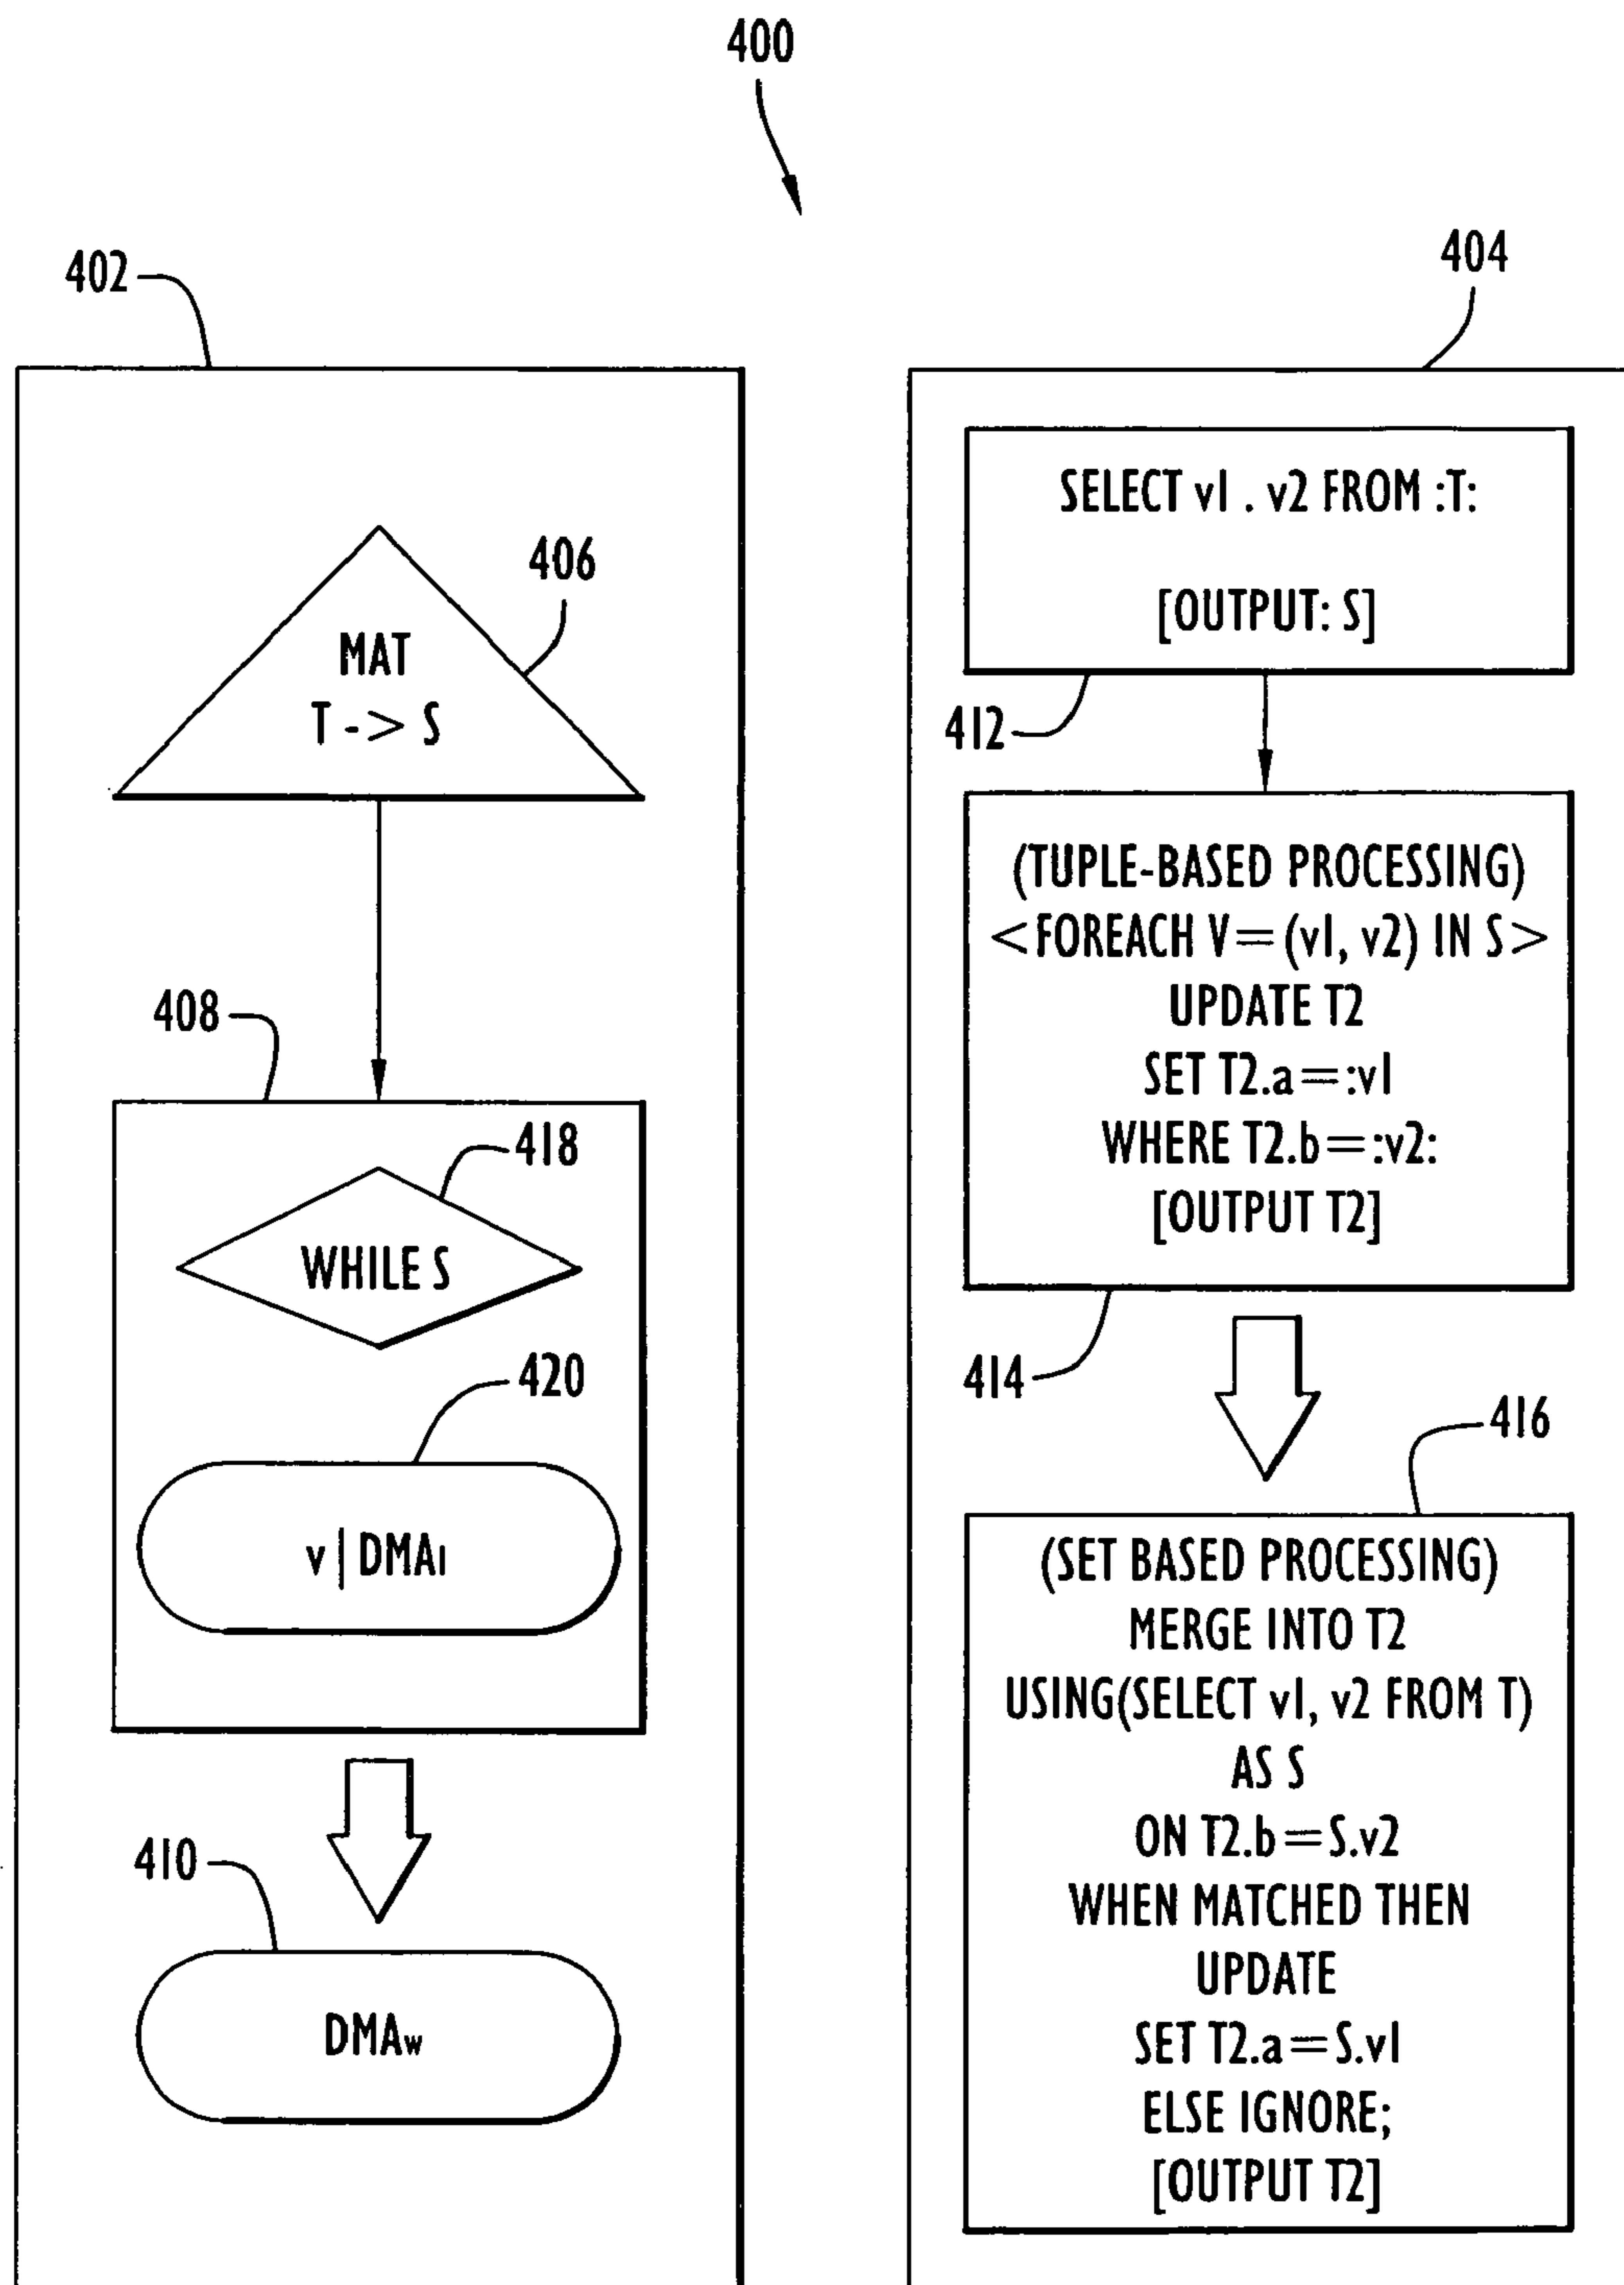 400
402
404
406
MAT
T -> S
408
418
WHILE S
420
v | DMAI
410
DMAw
SELECT vl . v2 FROM :T:
[OUTPUT: S]
412
(TUPLE-BASED PROCESSING)
<FOREACH V=(vl, v2) IN S>
UPDATE T2
SET T2.a=:vl
WHERE T2.b=:v2:
[OUTPUT T2]
414
416
(SET BASED PROCESSING)
MERGE INTO T2
USING(SELECT vl, v2 FROM T)
AS S
ON T2.b=S.v2
WHEN MATCHED THEN
UPDATE
SET T2.a=S.vl
ELSE IGNORE;
[OUTPUT T2]